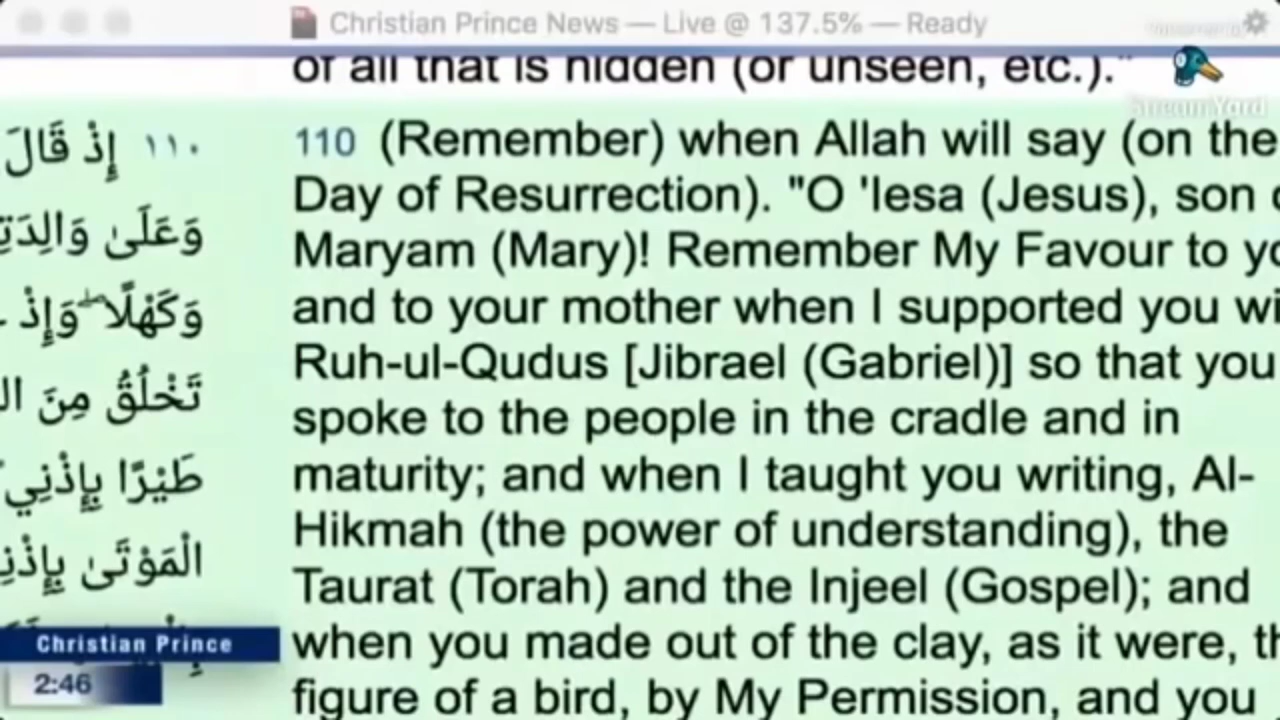 Christian Prince News — Live @ 137.5% — Ready
StreamYard
of all that is hidden (or unseen, etc.)."
110 (Remember) when Allah will say (on the
Day of Resurrection). "O 'Iesa (Jesus), son
Maryam (Mary)! Remember My Favour to
and to your mother when I supported you
Ruh-ul-Qudus [Jibrael (Gabriel)] so that you
spoke to the people in the cradle and in
maturity; and when I taught you writing, Al-
Hikmah (the power of understanding), the
Taurat (Torah) and the Injeel (Gospel); and
when you made out of the clay, as it were,
figure of a bird, by My Permission, and you
١١٠ إِذْ قَالَ
وَعَلَىٰ
وَكَهْلًا ۖ وَإِذْ
تَخْلُقُ مِنَ
طَيْرًا بِإِذْنِي
الْمَوْتَىٰ
Christian Prince
2:46